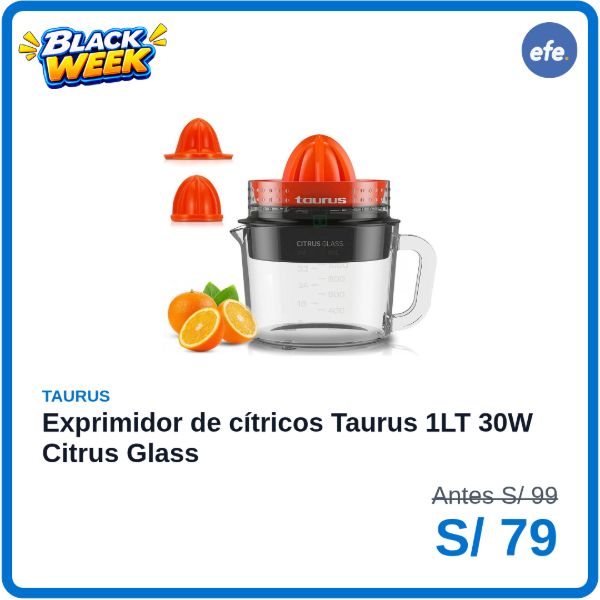 BLACK
WEEK
efe.
taurus
CITRUS GLASS
TAURUS
Exprimidor de cítricos Taurus 1LT 30W
Citrus Glass
Antes S/ 99
S/ 79